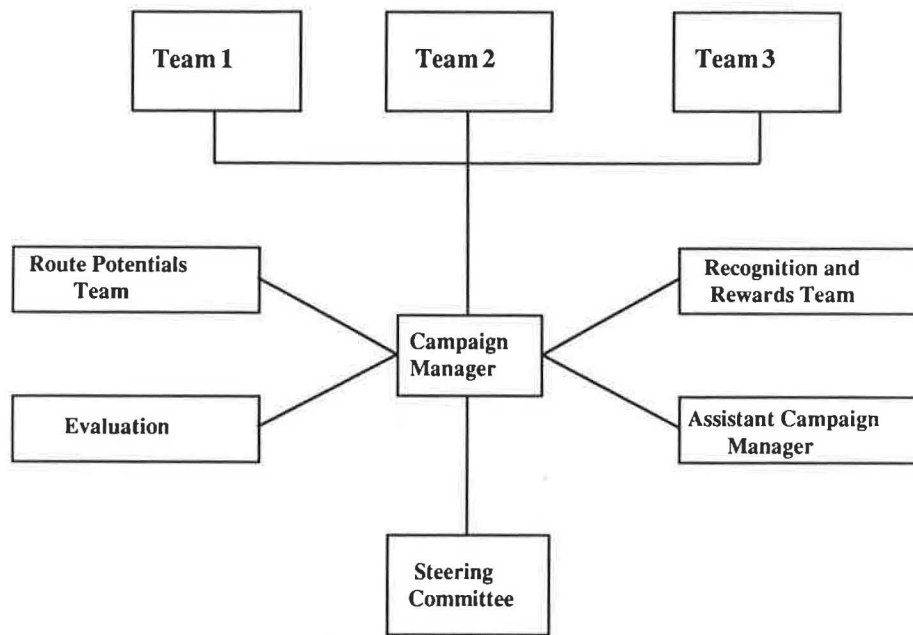 Team 1
Team 2
Team 3
Route Potentials
Team
Recognition and
Rewards Team
Campaign
Manager
Evaluation
Assistant Campaign
Manager
Steering
Committee